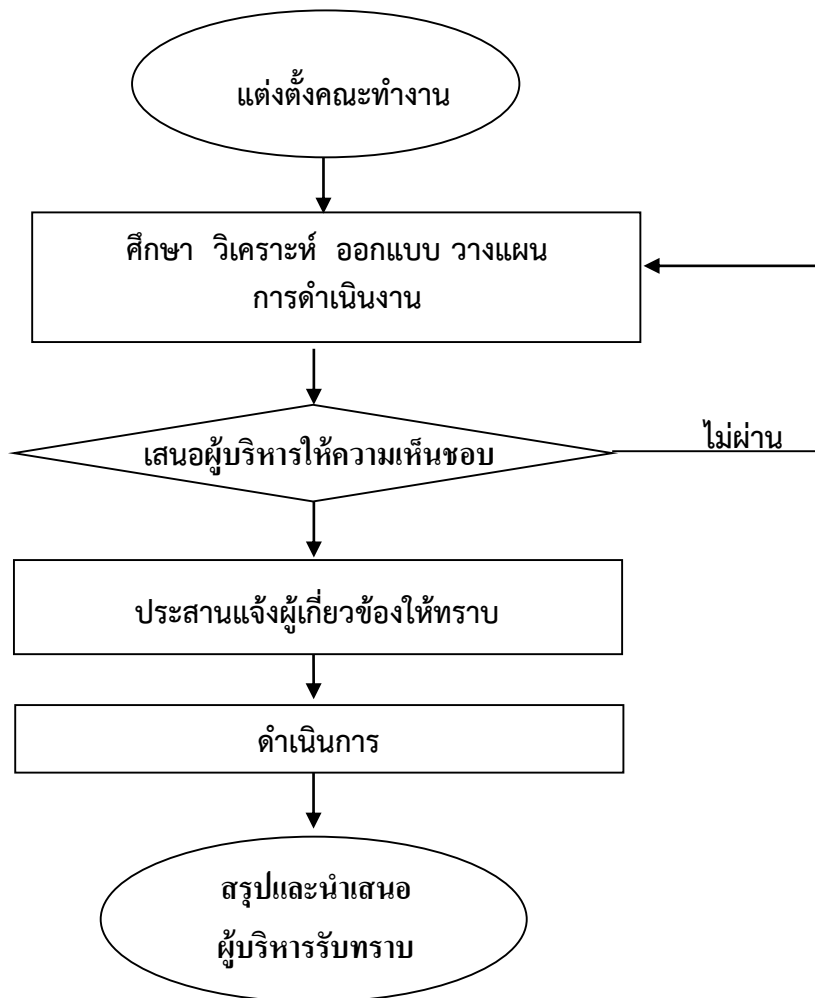 แต่งตั้งคณะทำงาน
ศึกษา วิเคราะห์ ออกแบบ วางแผน
การดำเนินงาน
เสนอผู้บริหารให้ความเห็นชอบ
ไม่ผ่าน
ประสานแจ้งผู้เกี่ยวข้องให้ทราบ
ดำเนินการ
สรุปและนำเสนอ
ผู้บริหารรับทราบ